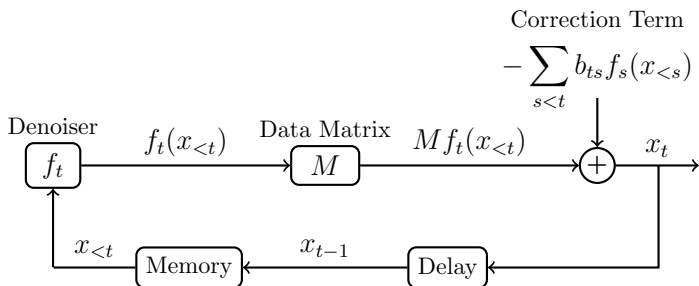 Correction Term
$-\sum_{s<t} b_{ts} f_s(x_{<s})$
Denoiser
$f_t(x_{<t})$
Data Matrix
$M f_t(x_{<t})$
$x_t$
$f_t$
$M$
$+$
$x_{<t}$
Memory
$x_{t-1}$
Delay